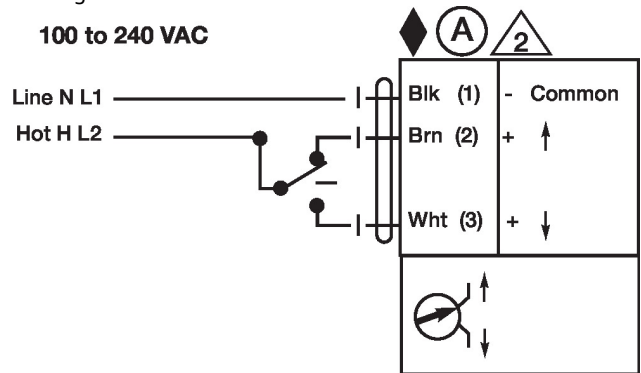 100 to 240 VAC
A
2
Line N L1
Blk (1) - Common
Hot H L2
Brn (2) + ↑
Wht (3) + ↓